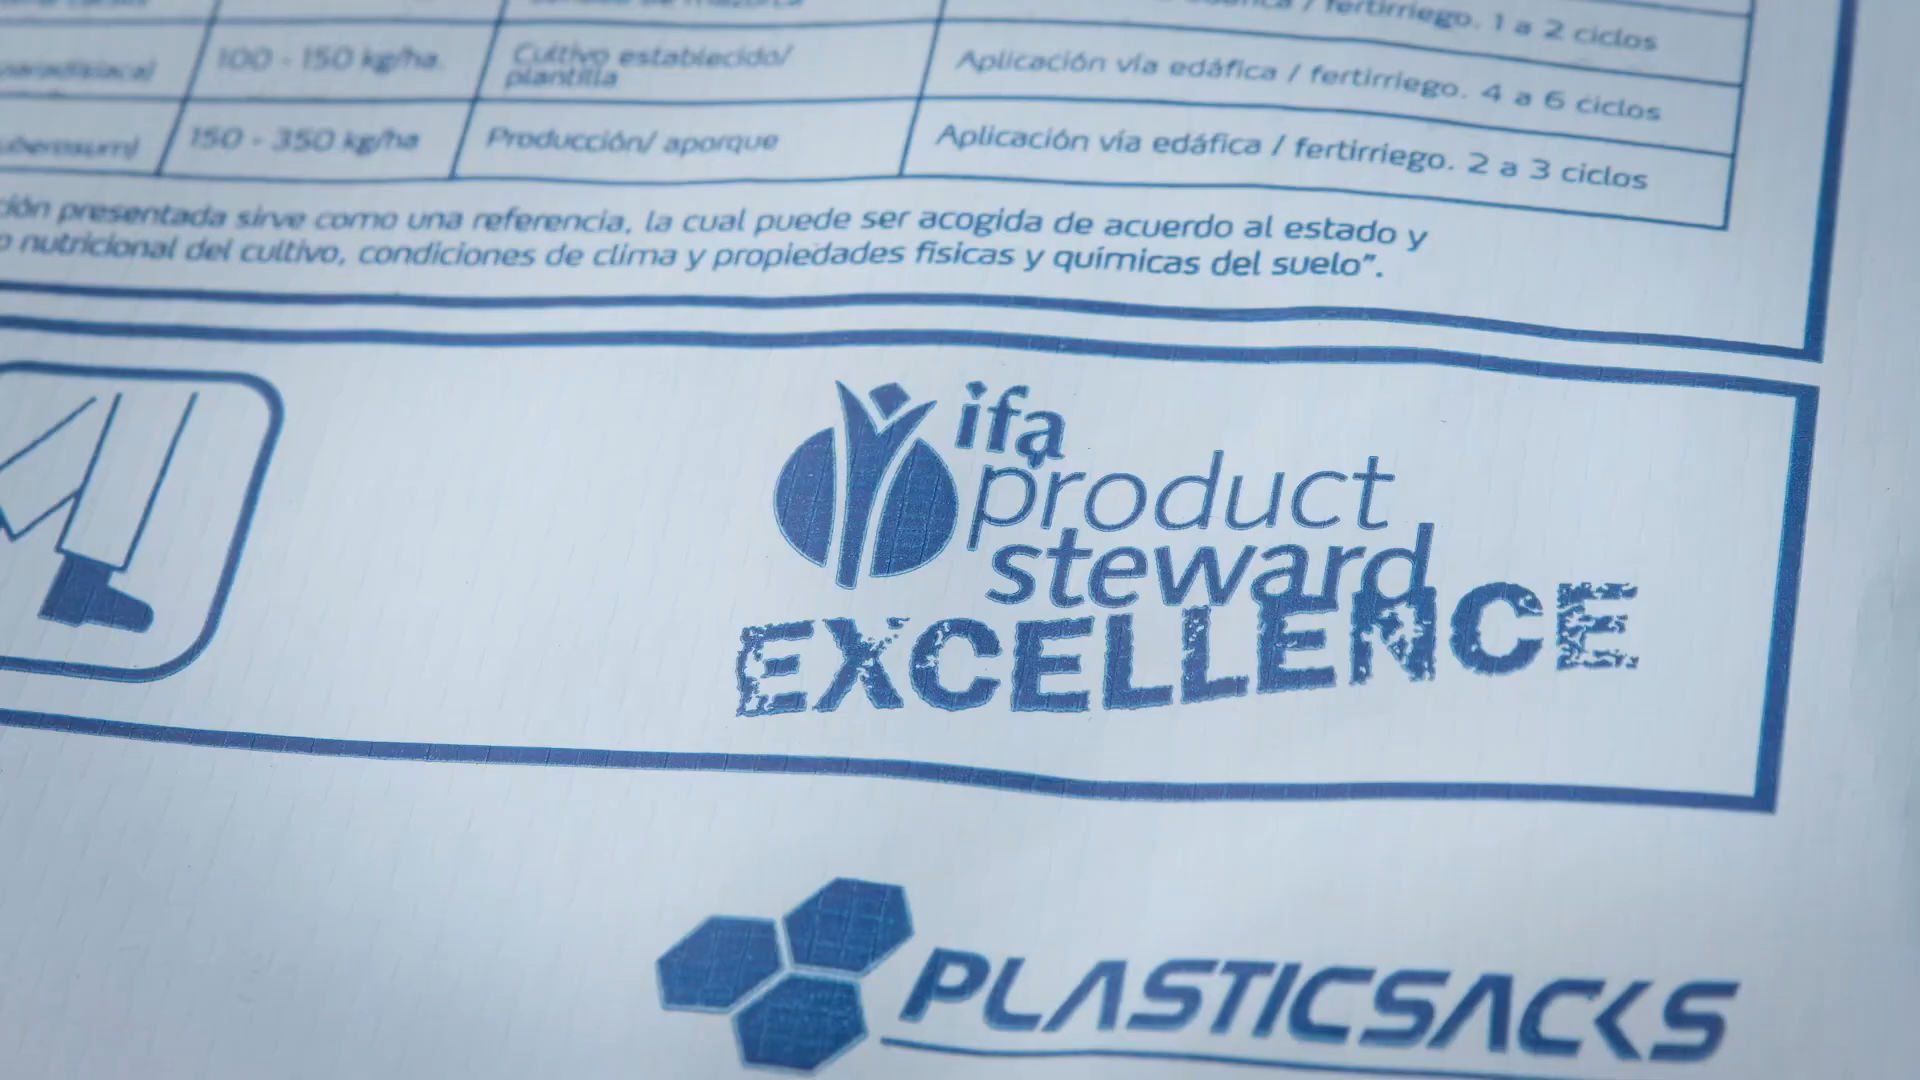 / fertirriego. 1 a 2 ciclos
100 - 150 kg/ha.
Cultivo establecido/
plantilla
Aplicación vía edáfica / fertirriego. 4 a 6 ciclos
150 - 350 kg/ha
Producción/ aporque
Aplicación vía edáfica / fertirriego. 2 a 3 ciclos
presentada sirve como una referencia, la cual puede ser acogida de acuerdo al estado y
nutricional del cultivo, condiciones de clima y propiedades físicas y químicas del suelo”.
ifa
product
steward
EXCELLENCE
PLASTICSACKS